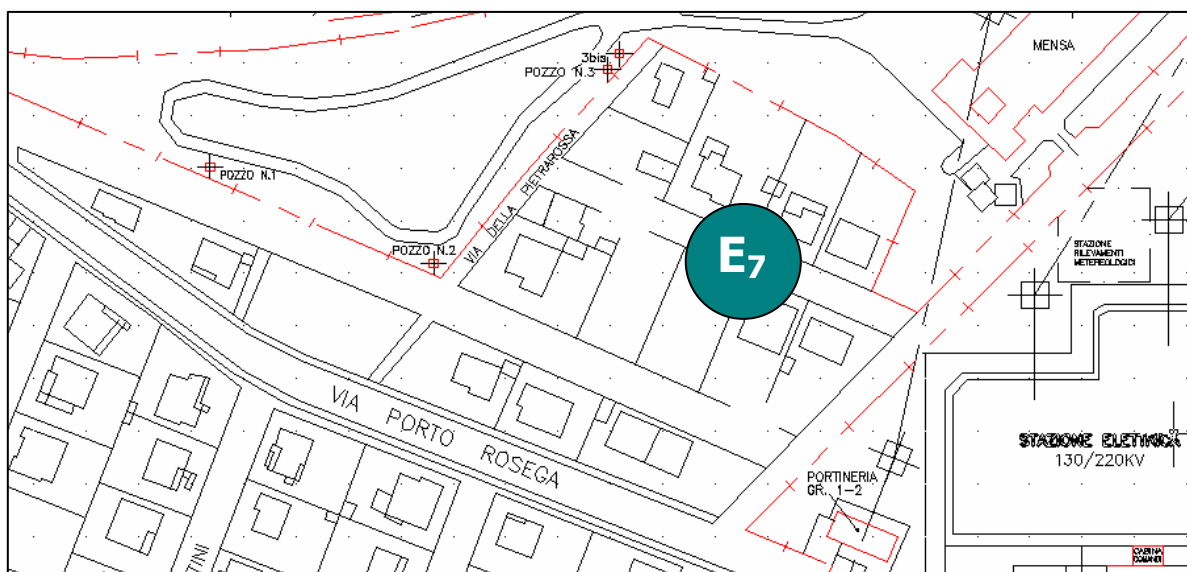 MENSA
3bis
POZZO N.3
POZZO N.1
VIA DELLA PIETRAROSSA
POZZO N.2
E7
STAZIONE
RILEVAMENTI
METEREOLOGICI
VIA PORTO ROSEGA
STAZIONE ELETTRICA
130/220KV
PORTINERIA
GR. 1-2
CABINA
COMANDI